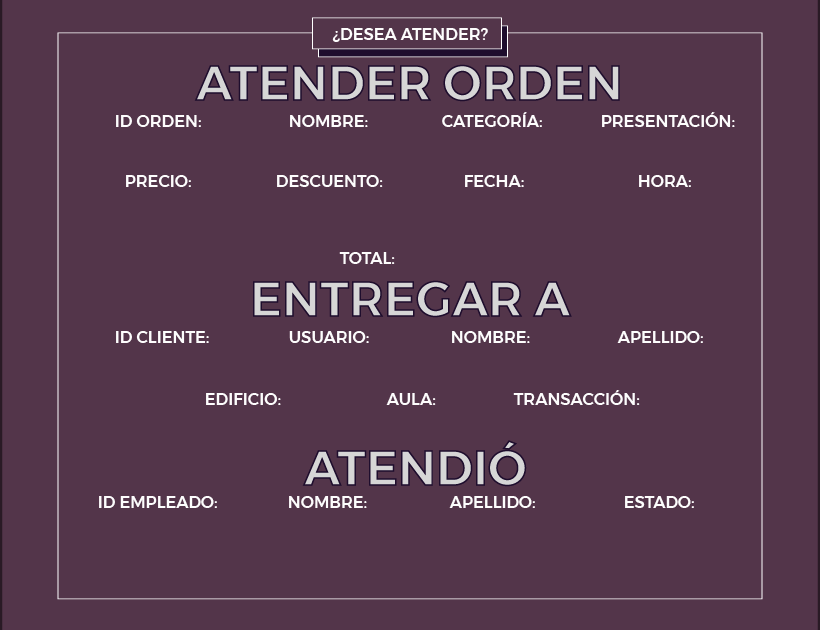 ¿DESEA ATENDER?
ATENDER ORDEN
ID ORDEN: NOMBRE: CATEGORÍA: PRESENTACIÓN:
PRECIO: DESCUENTO: FECHA: HORA:
TOTAL:
ENTREGAR A
ID CLIENTE: USUARIO: NOMBRE: APELLIDO:
EDIFICIO: AULA: TRANSACCIÓN:
ATENDIÓ
ID EMPLEADO: NOMBRE: APELLIDO: ESTADO: